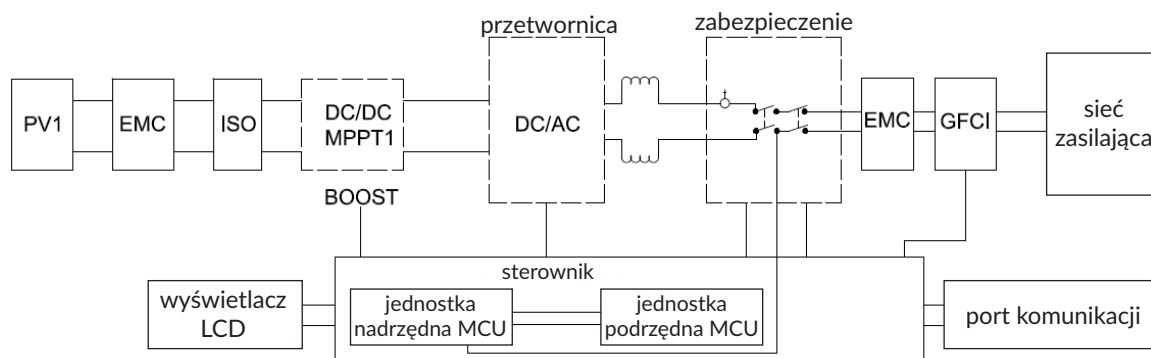 przetwornica
zabezpieczenie
PV1
EMC
ISO
DC/DC
MPPT1
DC/AC
EMC
GFCI
sieć
zasilająca
BOOST
sterownik
wyświetlacz
LCD
jednostka
nadrzędna MCU
jednostka
podrzędna MCU
port komunikacji